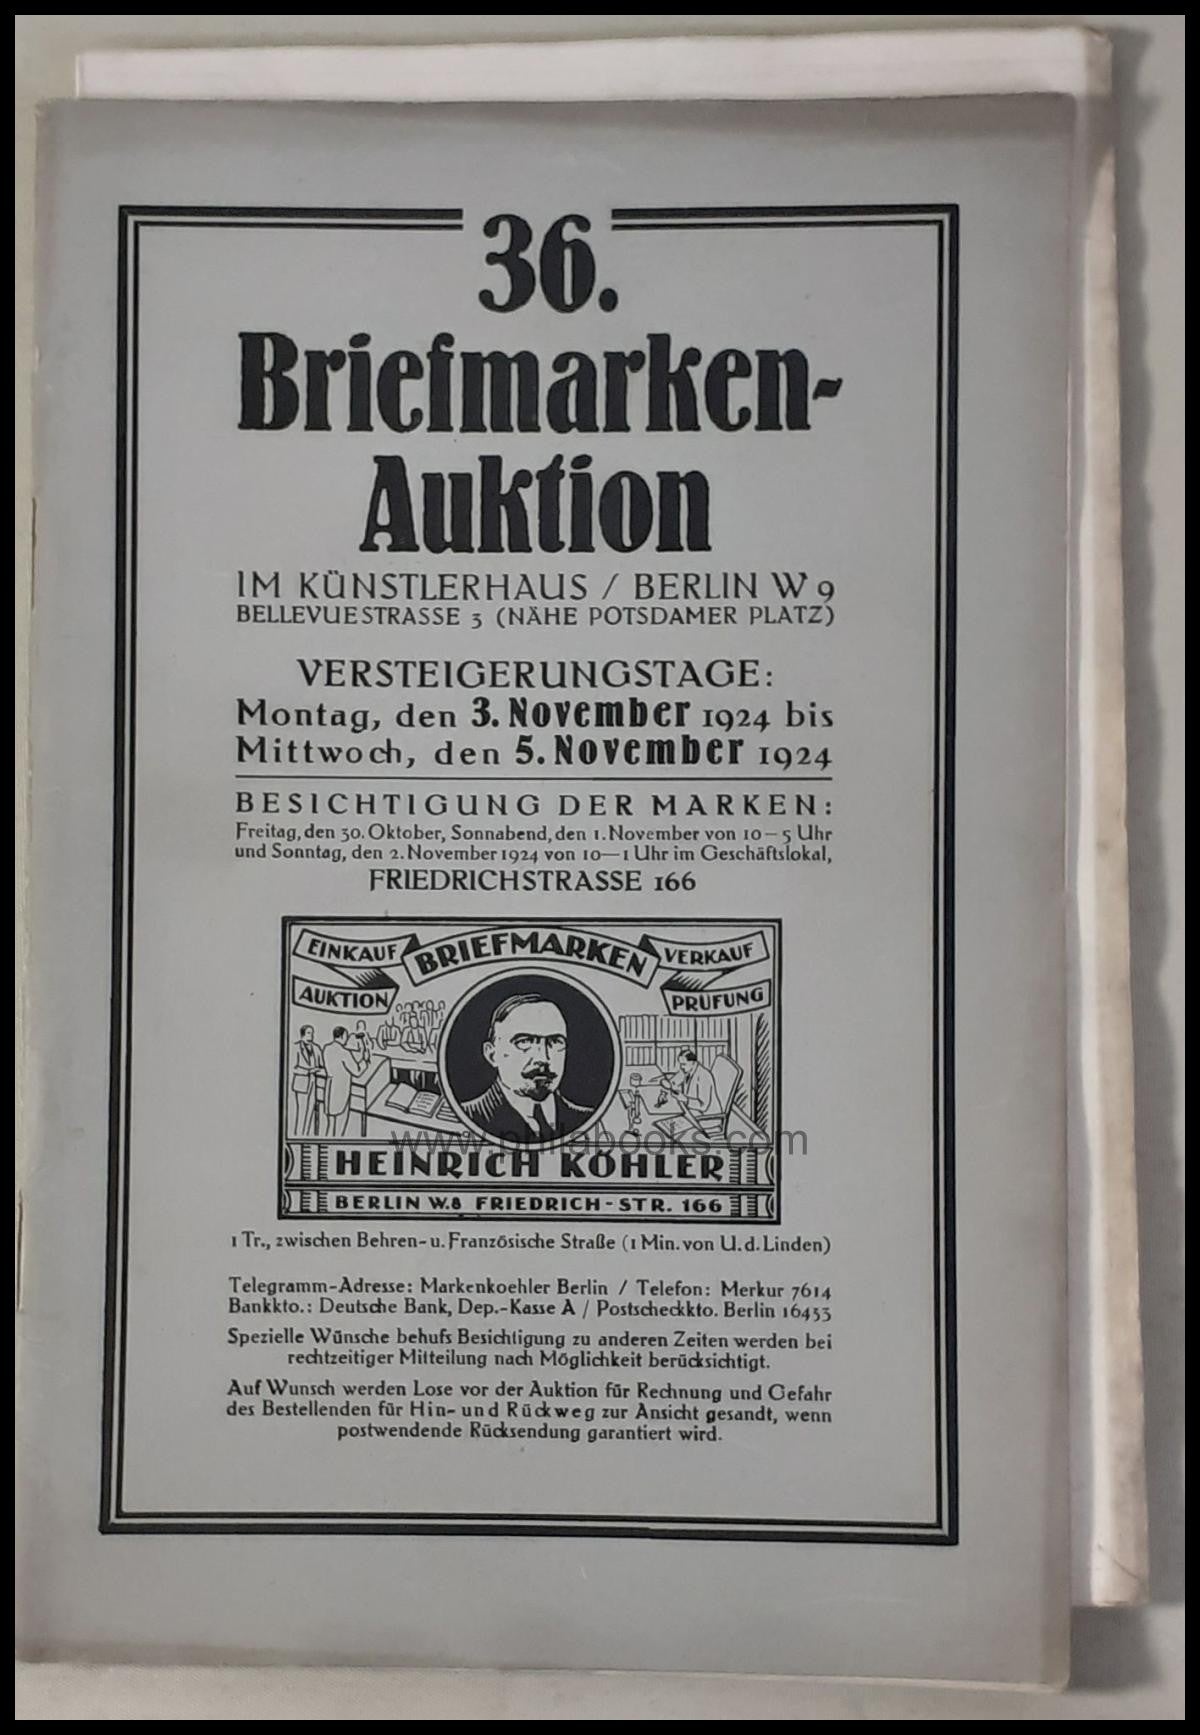 36.
Briefmarken-
Auktion
IM KÜNSTLERHAUS / BERLIN W 9
BELLEVUESTRASSE 3 (NÄHE POTSDAMER PLATZ)
VERSTEIGERUNGSTAGE:
Montag, den 3. November 1924 bis
Mittwoch, den 5. November 1924
BESICHTIGUNG DER MARKEN:
Freitag, den 30. Oktober, Sonnabend, den 1. November von 10–5 Uhr
und Sonntag, den 2. November 1924 von 10—1 Uhr im Geschäftslokal,
FRIEDRICHSTRASSE 166
EINKAUF BRIEFMARKEN VERKAUF
AUKTION PRÜFUNG
www.philabooks.com
HEINRICH KÖHLER
BERLIN W.8 FRIEDRICH-STR. 166
1 Tr., zwischen Behren- u. Französische Straße (1 Min. von U. d. Linden)
Telegramm-Adresse: Markenkoehler Berlin / Telefon: Merkur 7614
Bankkto.: Deutsche Bank, Dep.-Kasse A / Postscheckkto. Berlin 16453
Spezielle Wünsche behufs Besichtigung zu anderen Zeiten werden bei
rechtzeitiger Mitteilung nach Möglichkeit berücksichtigt.
Auf Wunsch werden Lose vor der Auktion für Rechnung und Gefahr
des Bestellenden für Hin- und Rückweg zur Ansicht gesandt, wenn
postwendende Rücksendung garantiert wird.